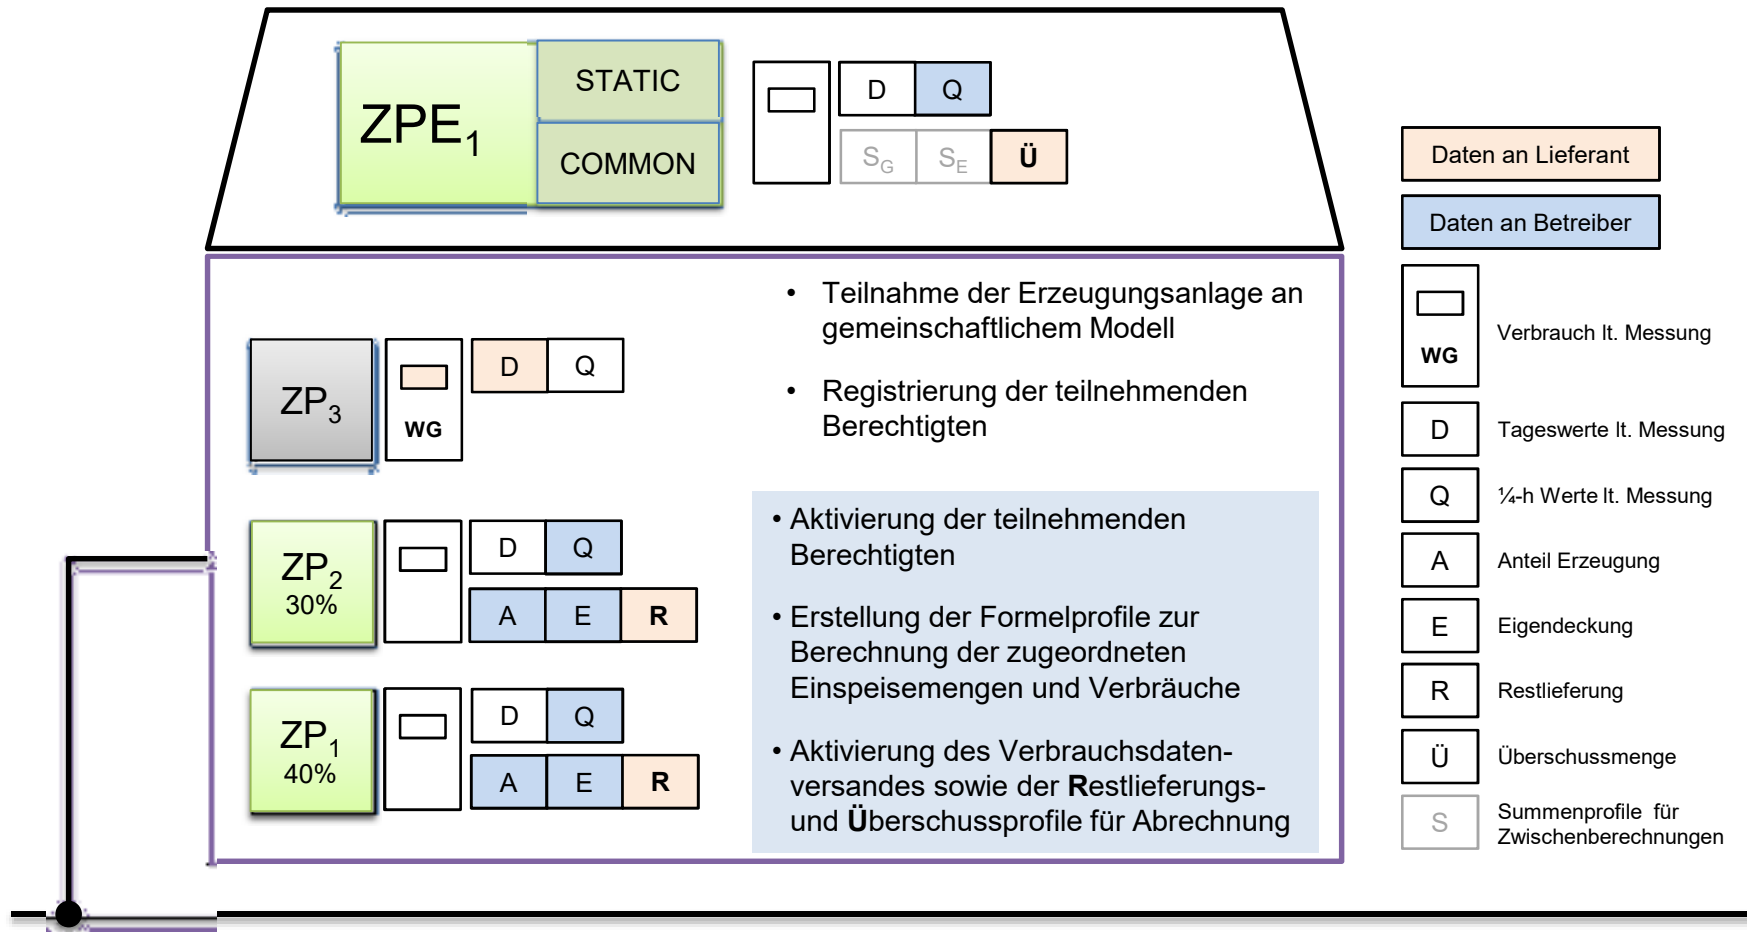 ZPE1
STATIC
COMMON
D Q
SG SE Ü
ZP3
WG
D Q
• Teilnahme der Erzeugungsanlage an
gemeinschaftlichem Modell
• Registrierung der teilnehmenden
Berechtigten
ZP2
30%
D Q
A E R
ZP1
40%
D Q
A E R
• Aktivierung der teilnehmenden
Berechtigten
• Erstellung der Formelprofile zur
Berechnung der zugeordneten
Einspeisemengen und Verbräuche
• Aktivierung des Verbrauchsdaten-
versandes sowie der Restlieferungs-
und Überschussprofile für Abrechnung
Daten an Lieferant
Daten an Betreiber
WG Verbrauch lt. Messung
D Tageswerte lt. Messung
Q ¼-h Werte lt. Messung
A Anteil Erzeugung
E Eigendeckung
R Restlieferung
Ü Überschussmenge
S Summenprofile für
Zwischenberechnungen